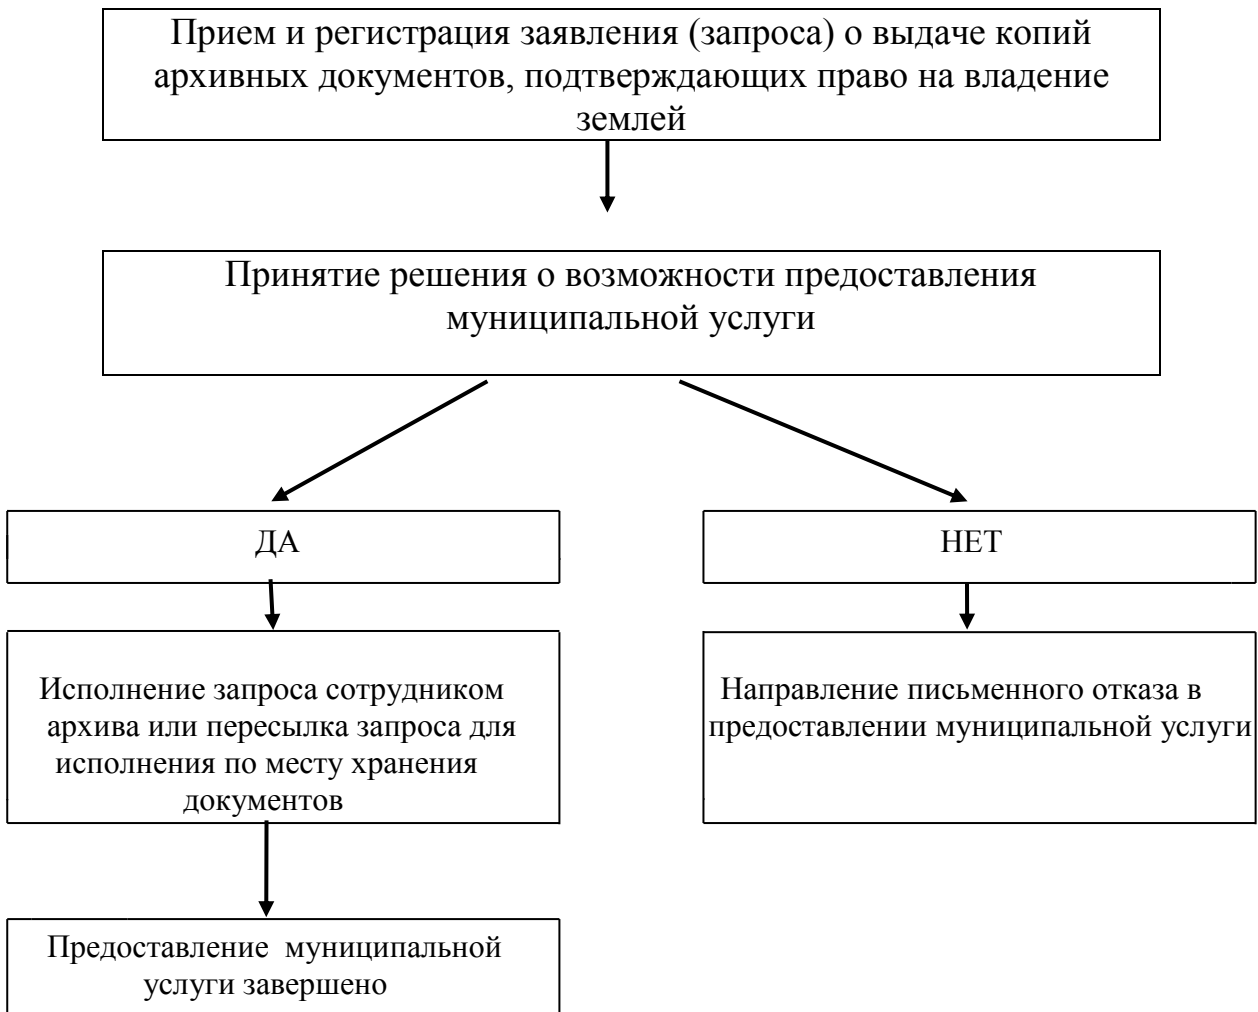 Прием и регистрация заявления (запроса) о выдаче копий
архивных документов, подтверждающих право на владение
землей
Принятие решения о возможности предоставления
муниципальной услуги
ДА
НЕТ
Исполнение запроса сотрудником
архива или пересылка запроса для
исполнения по месту хранения
документов
Направление письменного отказа в
предоставлении муниципальной услуги
Предоставление муниципальной
услуги завершено